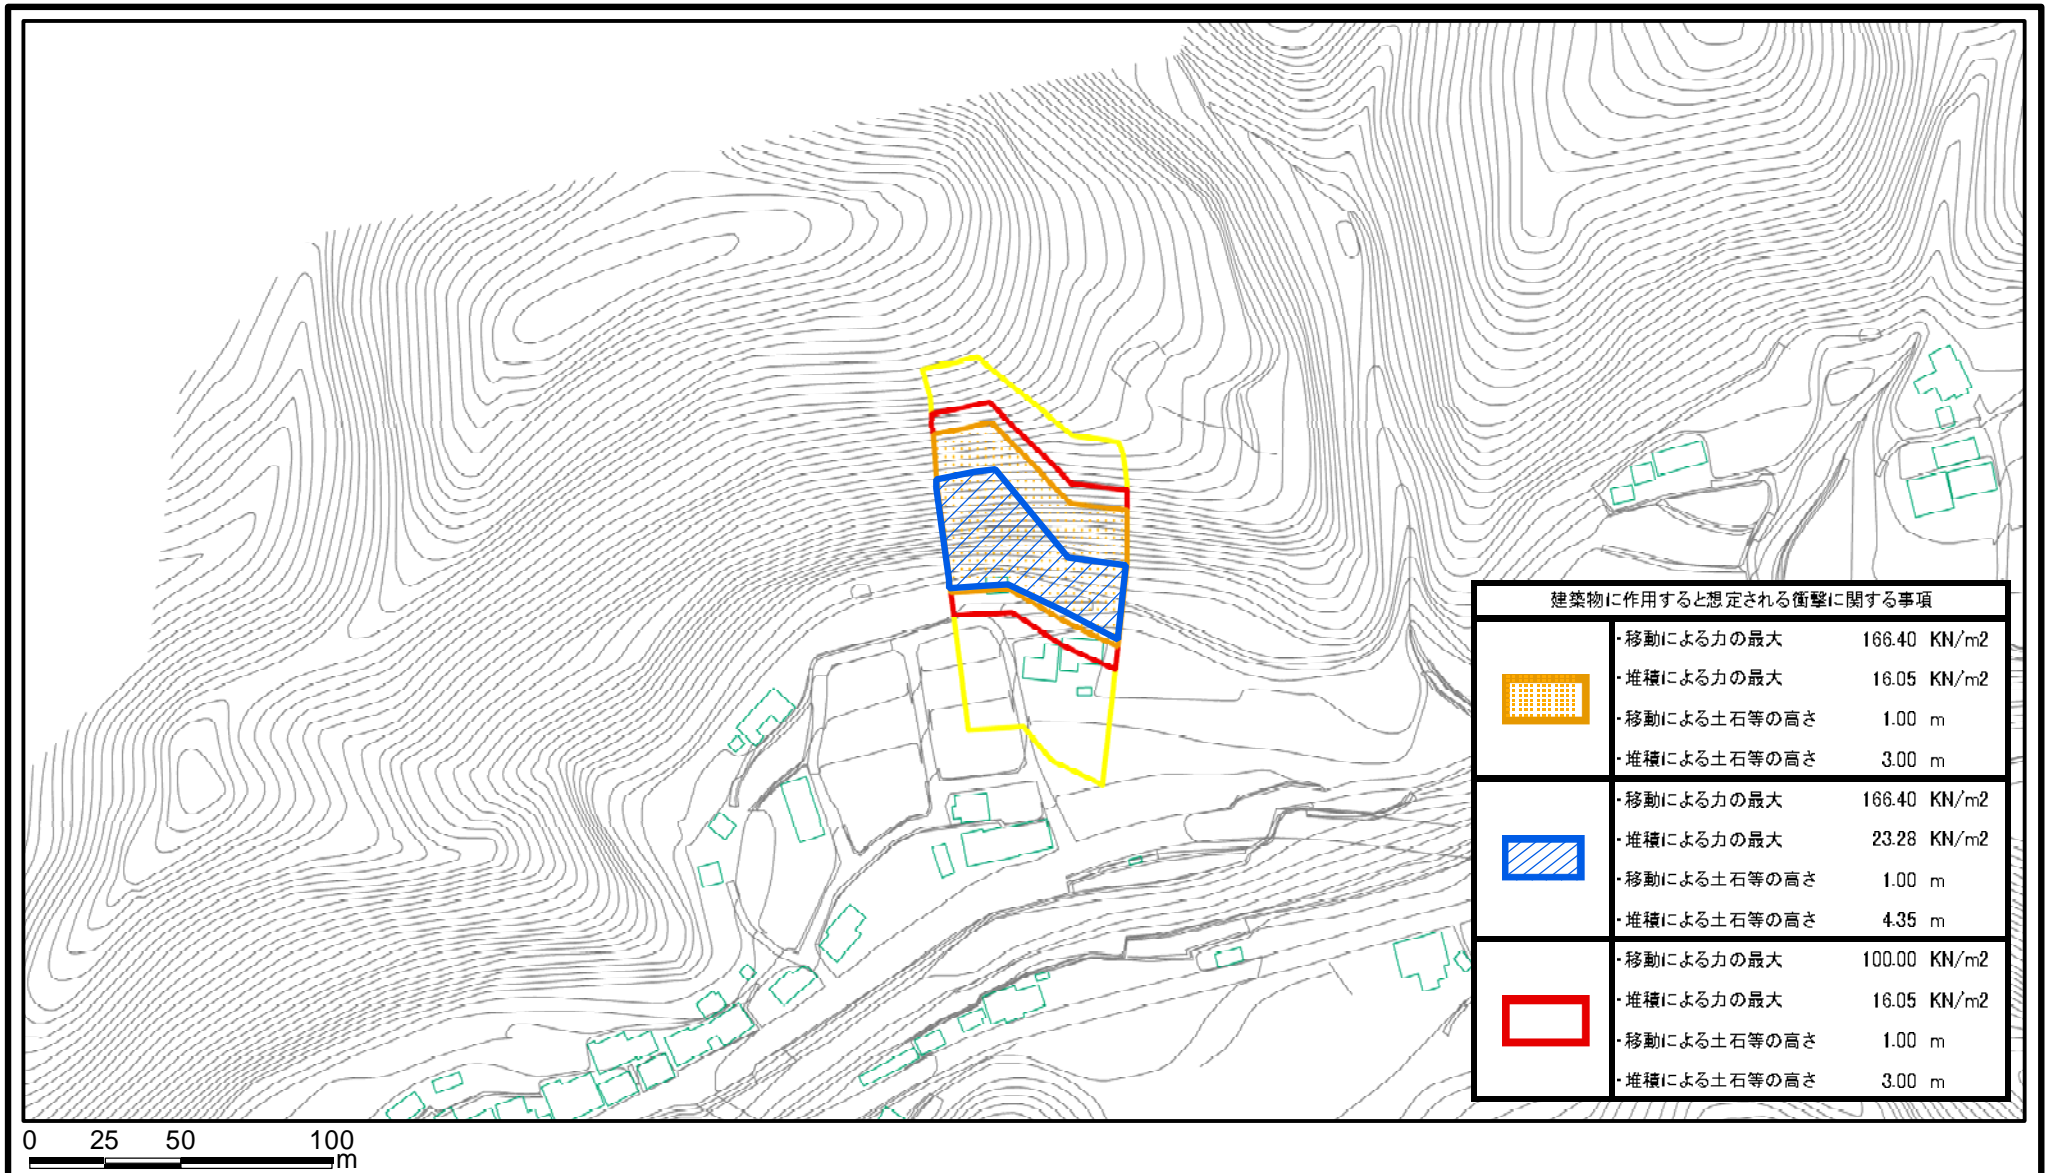 建築物に作用すると想定される衝撃に関する事項
・移動による力の最大 166.40 KN/m2
・堆積による力の最大 16.05 KN/m2
・移動による土石等の高さ 1.00 m
・堆積による土石等の高さ 3.00 m
・移動による力の最大 166.40 KN/m2
・堆積による力の最大 23.28 KN/m2
・移動による土石等の高さ 1.00 m
・堆積による土石等の高さ 4.35 m
・移動による力の最大 100.00 KN/m2
・堆積による力の最大 16.05 KN/m2
・移動による土石等の高さ 1.00 m
・堆積による土石等の高さ 3.00 m
0 25 50 100
m